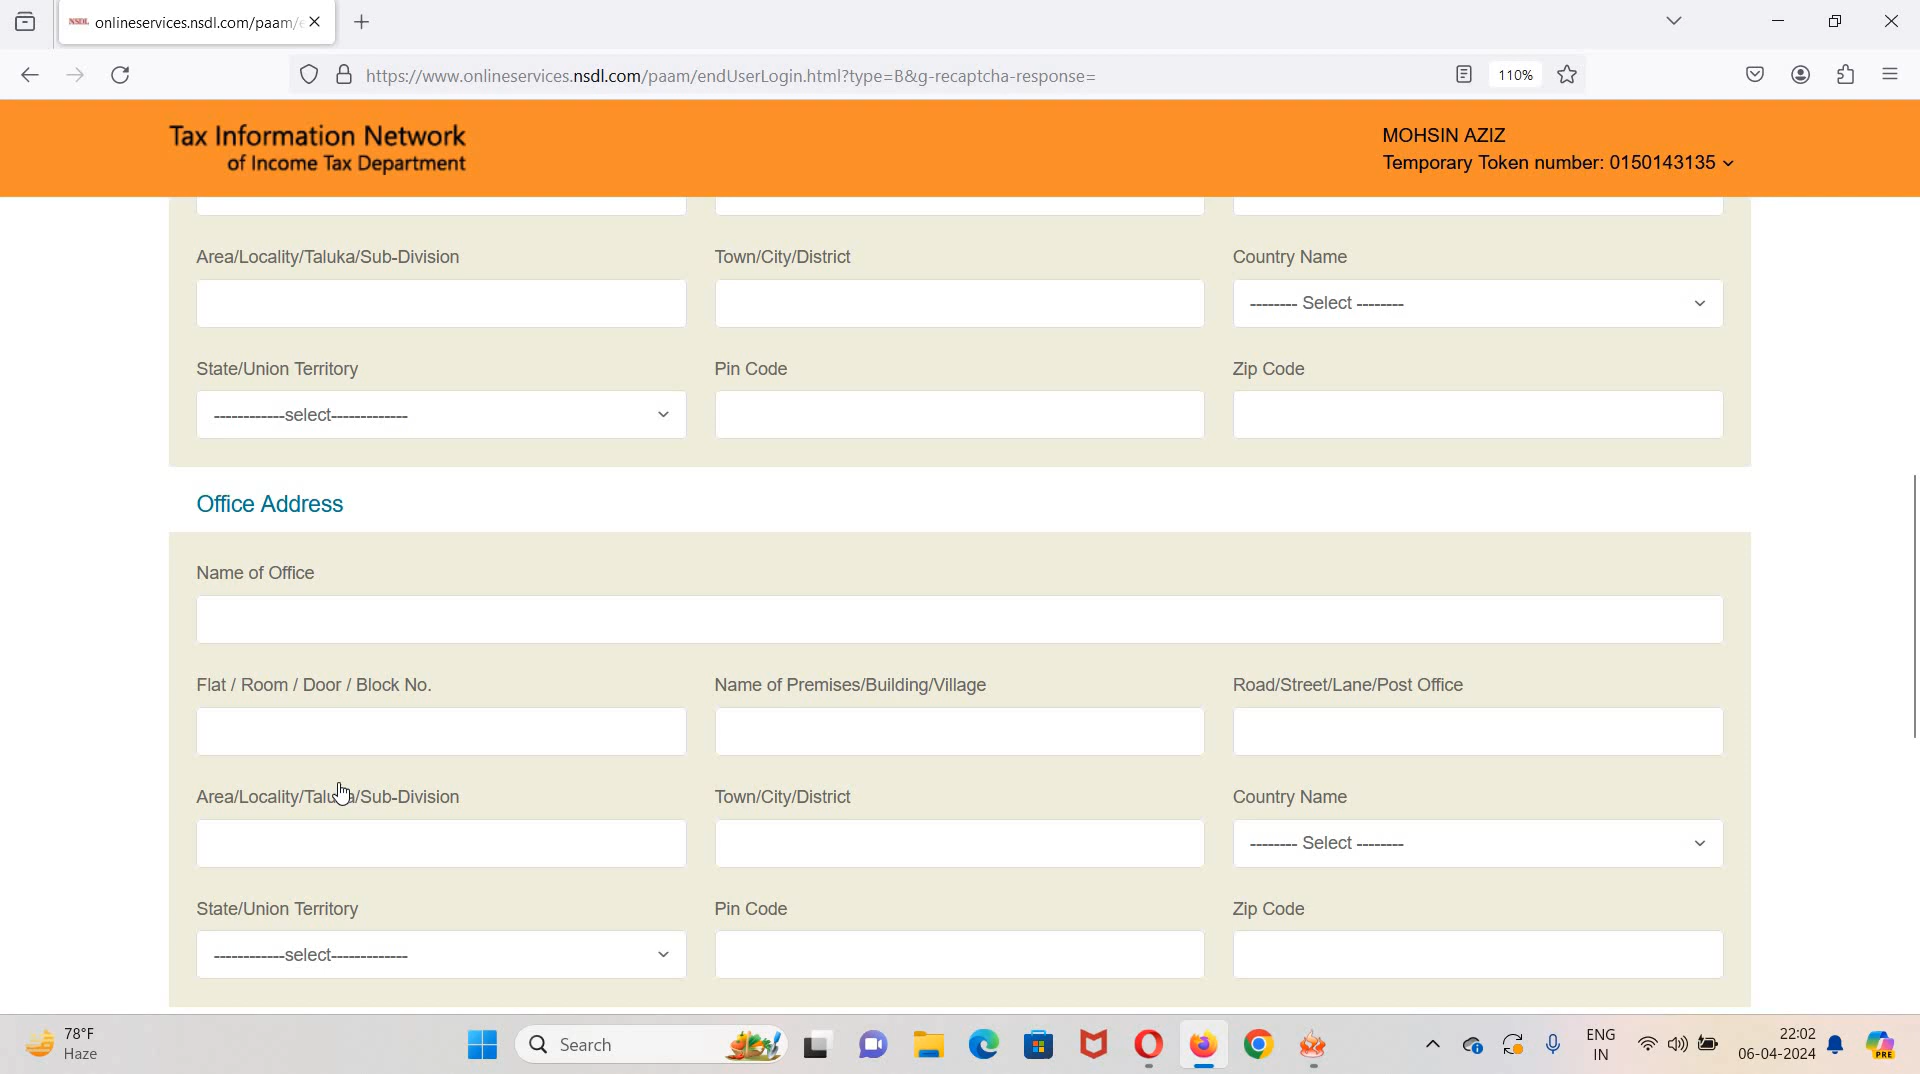 NSDL onlineservices.nsdl.com/paam/e
https://www.onlineservices.nsdl.com/paam/endUserLogin.html?type=B&g-recaptcha-response=
110%
Tax Information Network
of Income Tax Department
MOHSIN AZIZ
Temporary Token number: 0150143135
Area/Locality/Taluka/Sub-Division
Town/City/District
Country Name
-------- Select --------
State/Union Territory
Pin Code
Zip Code
------------select-------------
Office Address
Name of Office
Flat / Room / Door / Block No.
Name of Premises/Building/Village
Road/Street/Lane/Post Office
Area/Locality/Taluka/Sub-Division
Town/City/District
Country Name
-------- Select --------
State/Union Territory
Pin Code
Zip Code
------------select-------------
78°F
Haze
Search
ENG
IN
22:02
06-04-2024
PRE